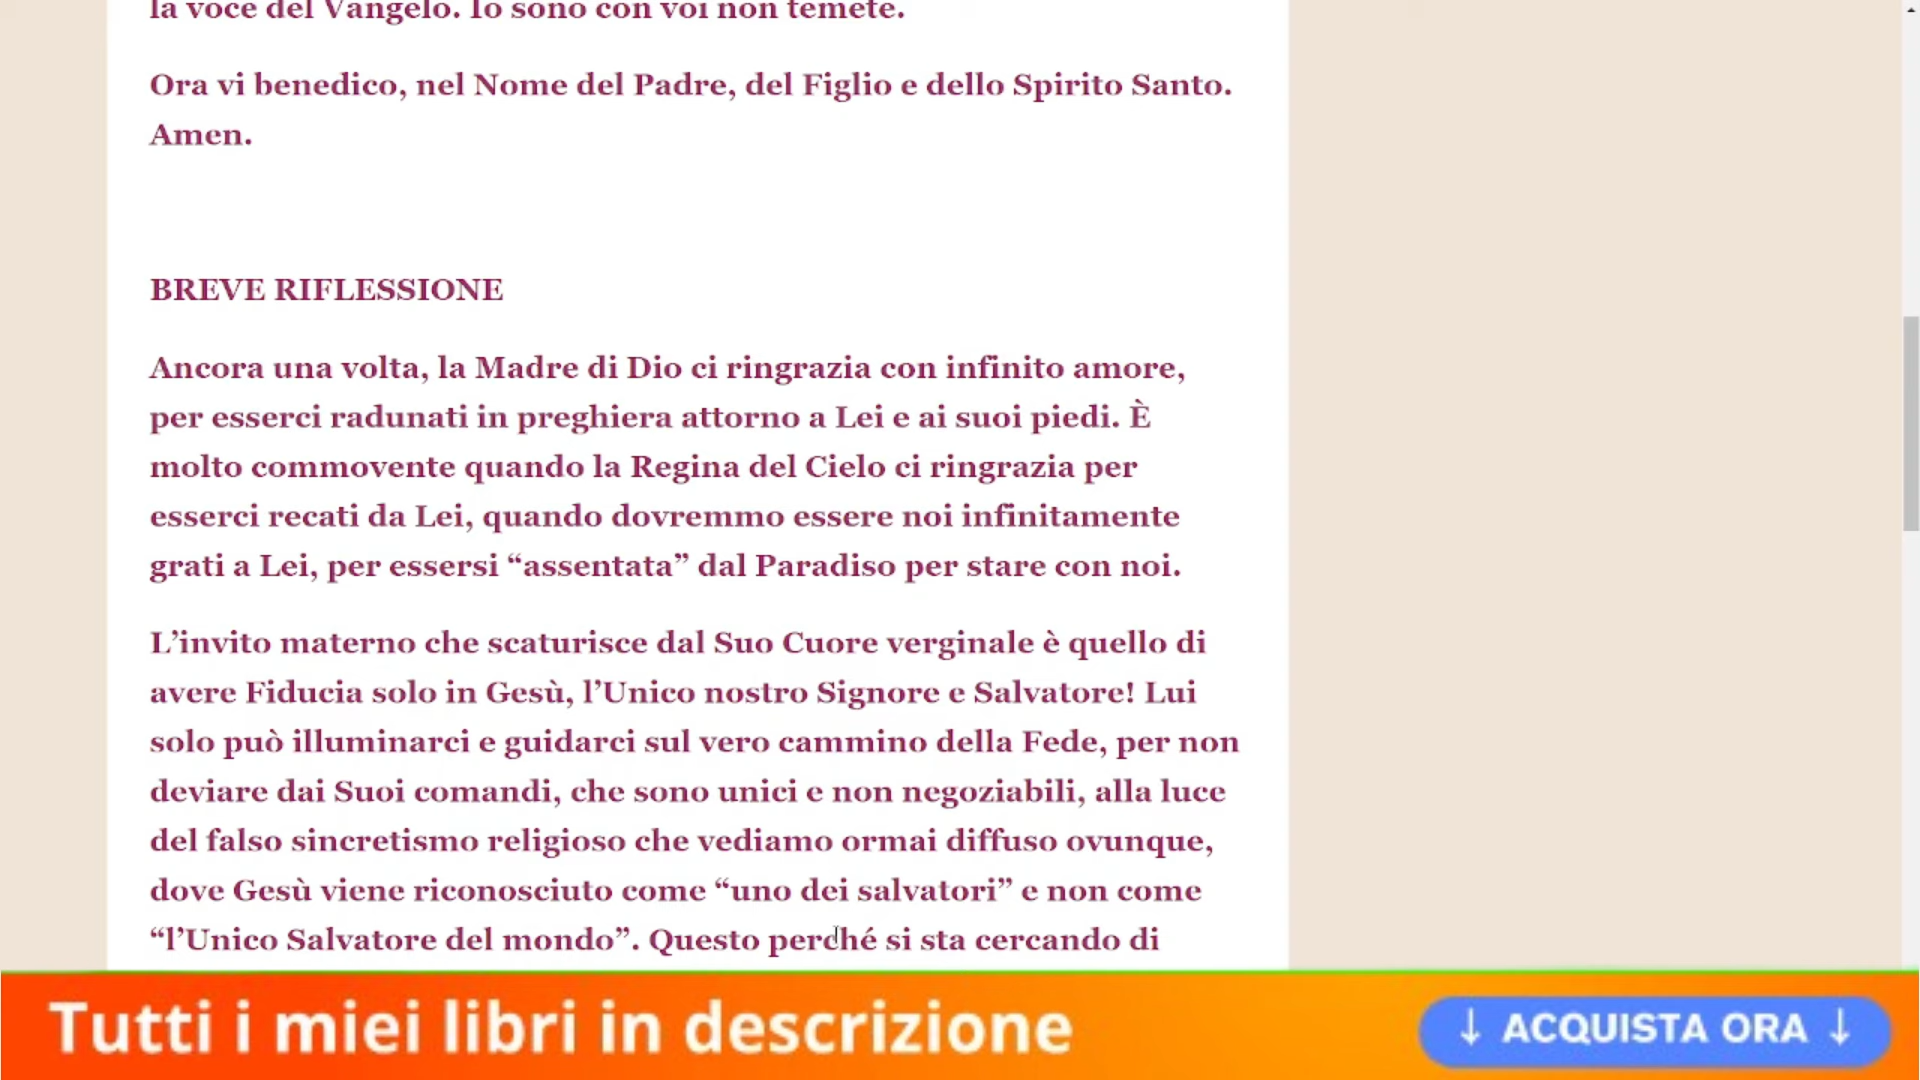 la voce del Vangelo. Io sono con voi non temete.
Ora vi benedico, nel Nome del Padre, del Figlio e dello Spirito Santo.
Amen.
BREVE RIFLESSIONE
Ancora una volta, la Madre di Dio ci ringrazia con infinito amore,
per esserci radunati in preghiera attorno a Lei e ai suoi piedi. È
molto commovente quando la Regina del Cielo ci ringrazia per
esserci recati da Lei, quando dovremmo essere noi infinitamente
grati a Lei, per essersi “assentata” dal Paradiso per stare con noi.
L’invito materno che scaturisce dal Suo Cuore verginale è quello di
avere Fiducia solo in Gesù, l’Unico nostro Signore e Salvatore! Lui
solo può illuminarci e guidarci sul vero cammino della Fede, per non
deviare dai Suoi comandi, che sono unici e non negoziabili, alla luce
del falso sincretismo religioso che vediamo ormai diffuso ovunque,
dove Gesù viene riconosciuto come “uno dei salvatori” e non come
“l’Unico Salvatore del mondo”. Questo perché si sta cercando di
Tutti i miei libri in descrizione
↓ ACQUISTA ORA ↓